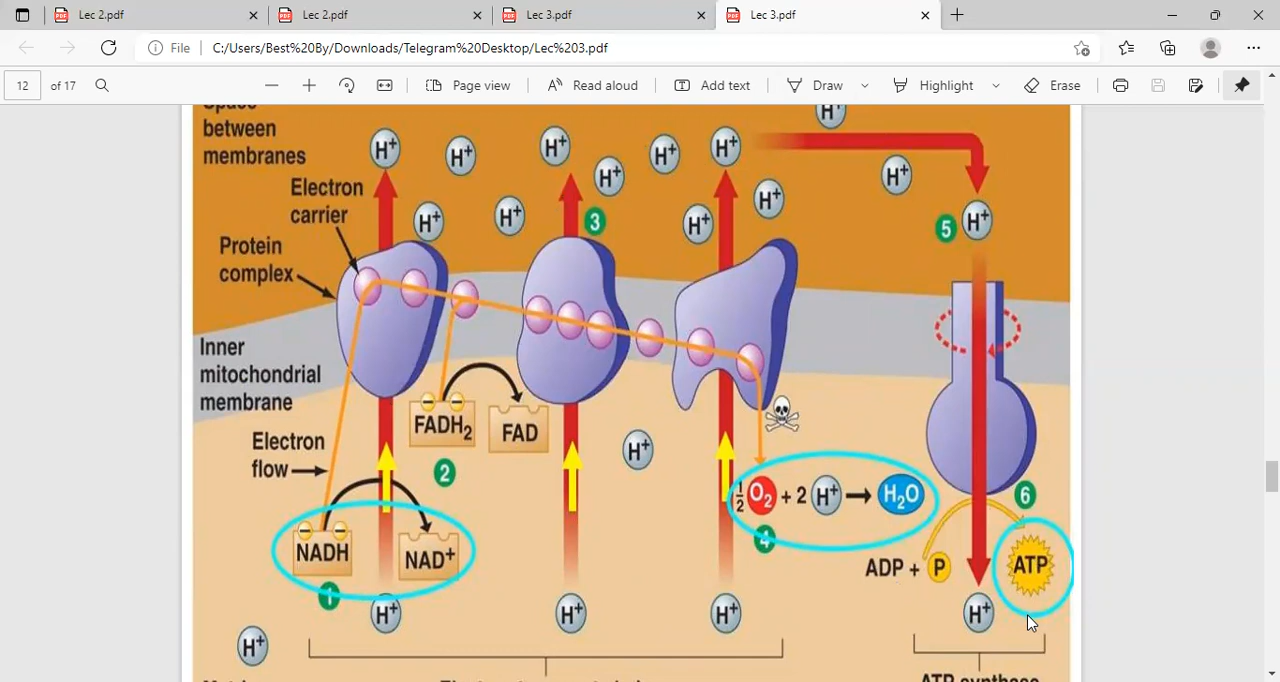 Lec 2.pdf
Lec 2.pdf
Lec 3.pdf
Lec 3.pdf
File
C:/Users/Best%20By/Downloads/Telegram%20Desktop/Lec%203.pdf
12
of 17
Page view
Read aloud
Add text
Draw
Highlight
Erase
Space
between
membranes
Electron
carrier
Protein
complex
Inner
mitochondrial
membrane
Electron
flow
H+
H+
H+
H+
H+
H+
H+
H+
H+
H+
H+
H+
H+
3
5
FADH2
FAD
2
H+
NADH
NAD+
1
1/2 O2 + 2 H+ → H2O
4
6
ADP + P
ATP
H+
H+
H+
H+
H+
ATP synthase